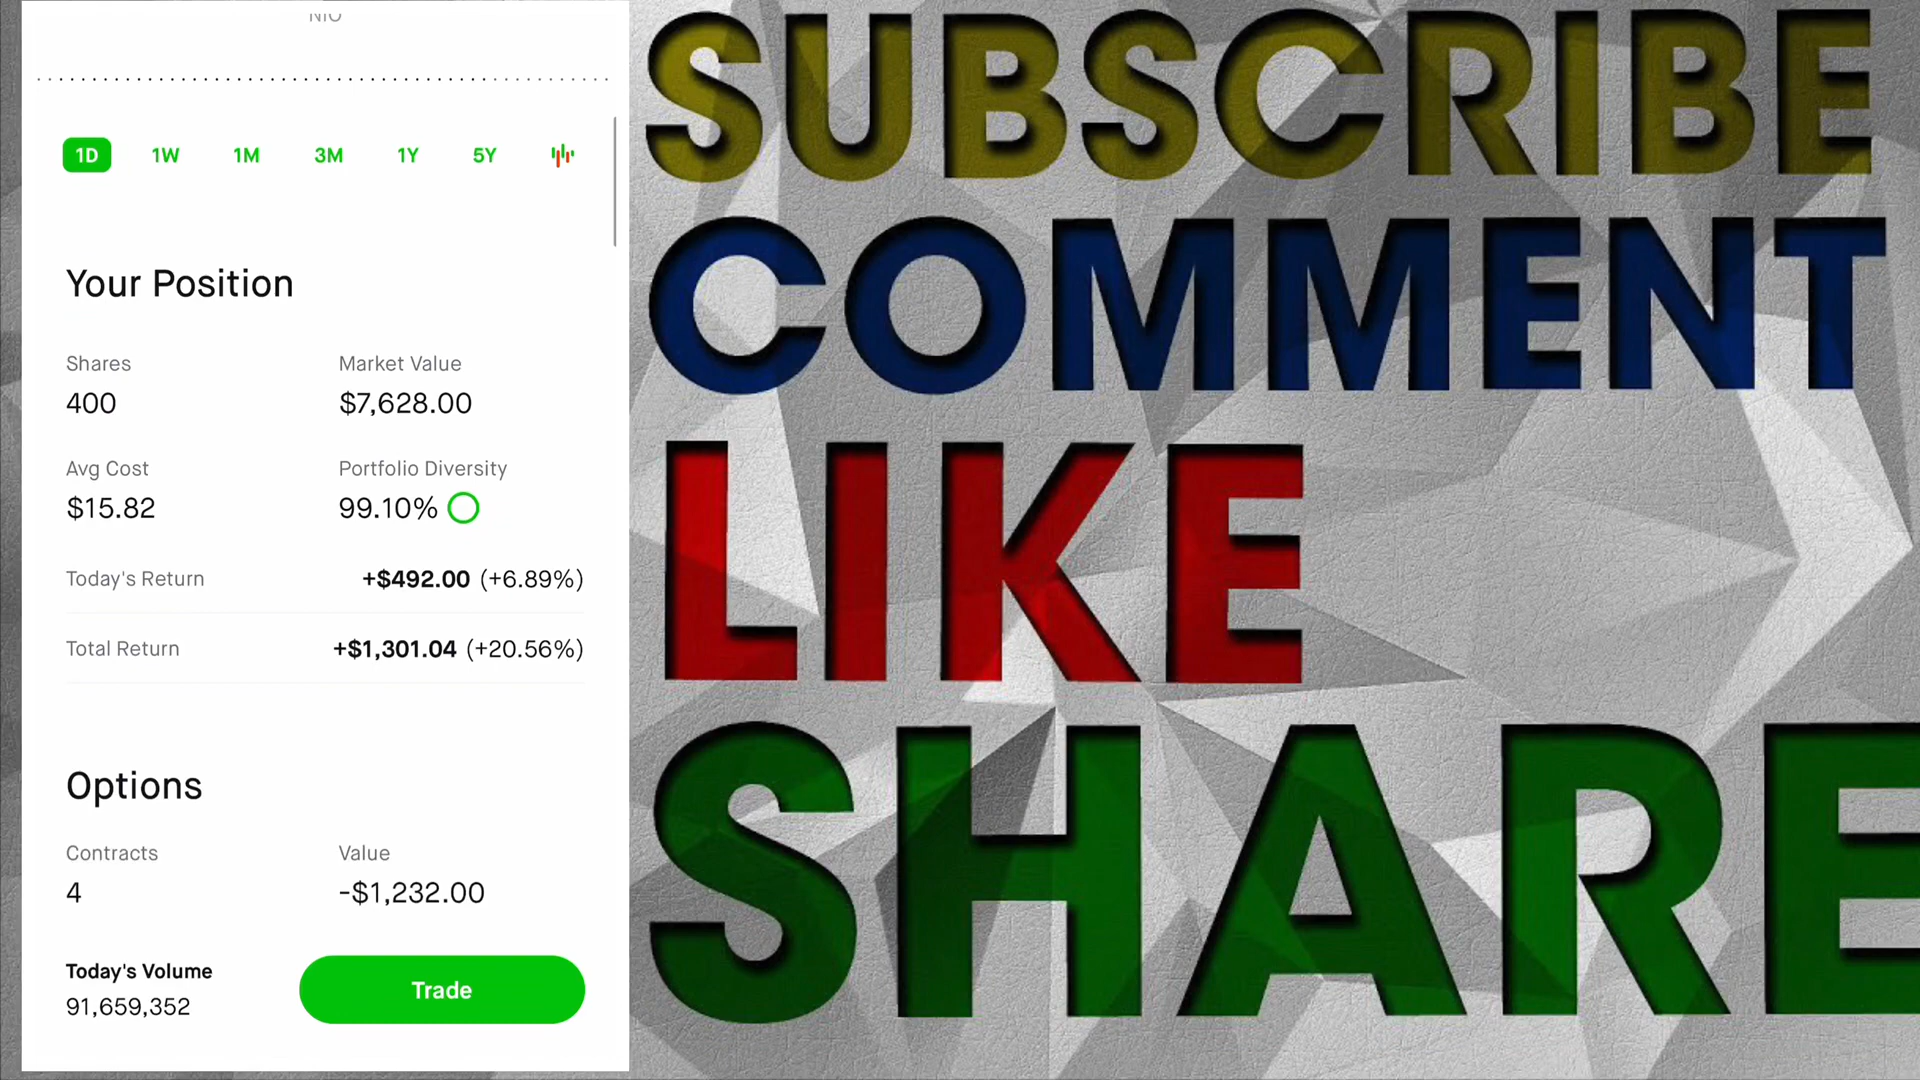 NIO
1D 1W 1M 3M 1Y 5Y
Your Position
Shares Market Value
400 $7,628.00
Avg Cost Portfolio Diversity
$15.82 99.10%
Today's Return +$492.00 (+6.89%)
Total Return +$1,301.04 (+20.56%)
Options
Contracts Value
4 -$1,232.00
Today's Volume
91,659,352
Trade
SUBSCRIBE
COMMENT
LIKE
SHARE